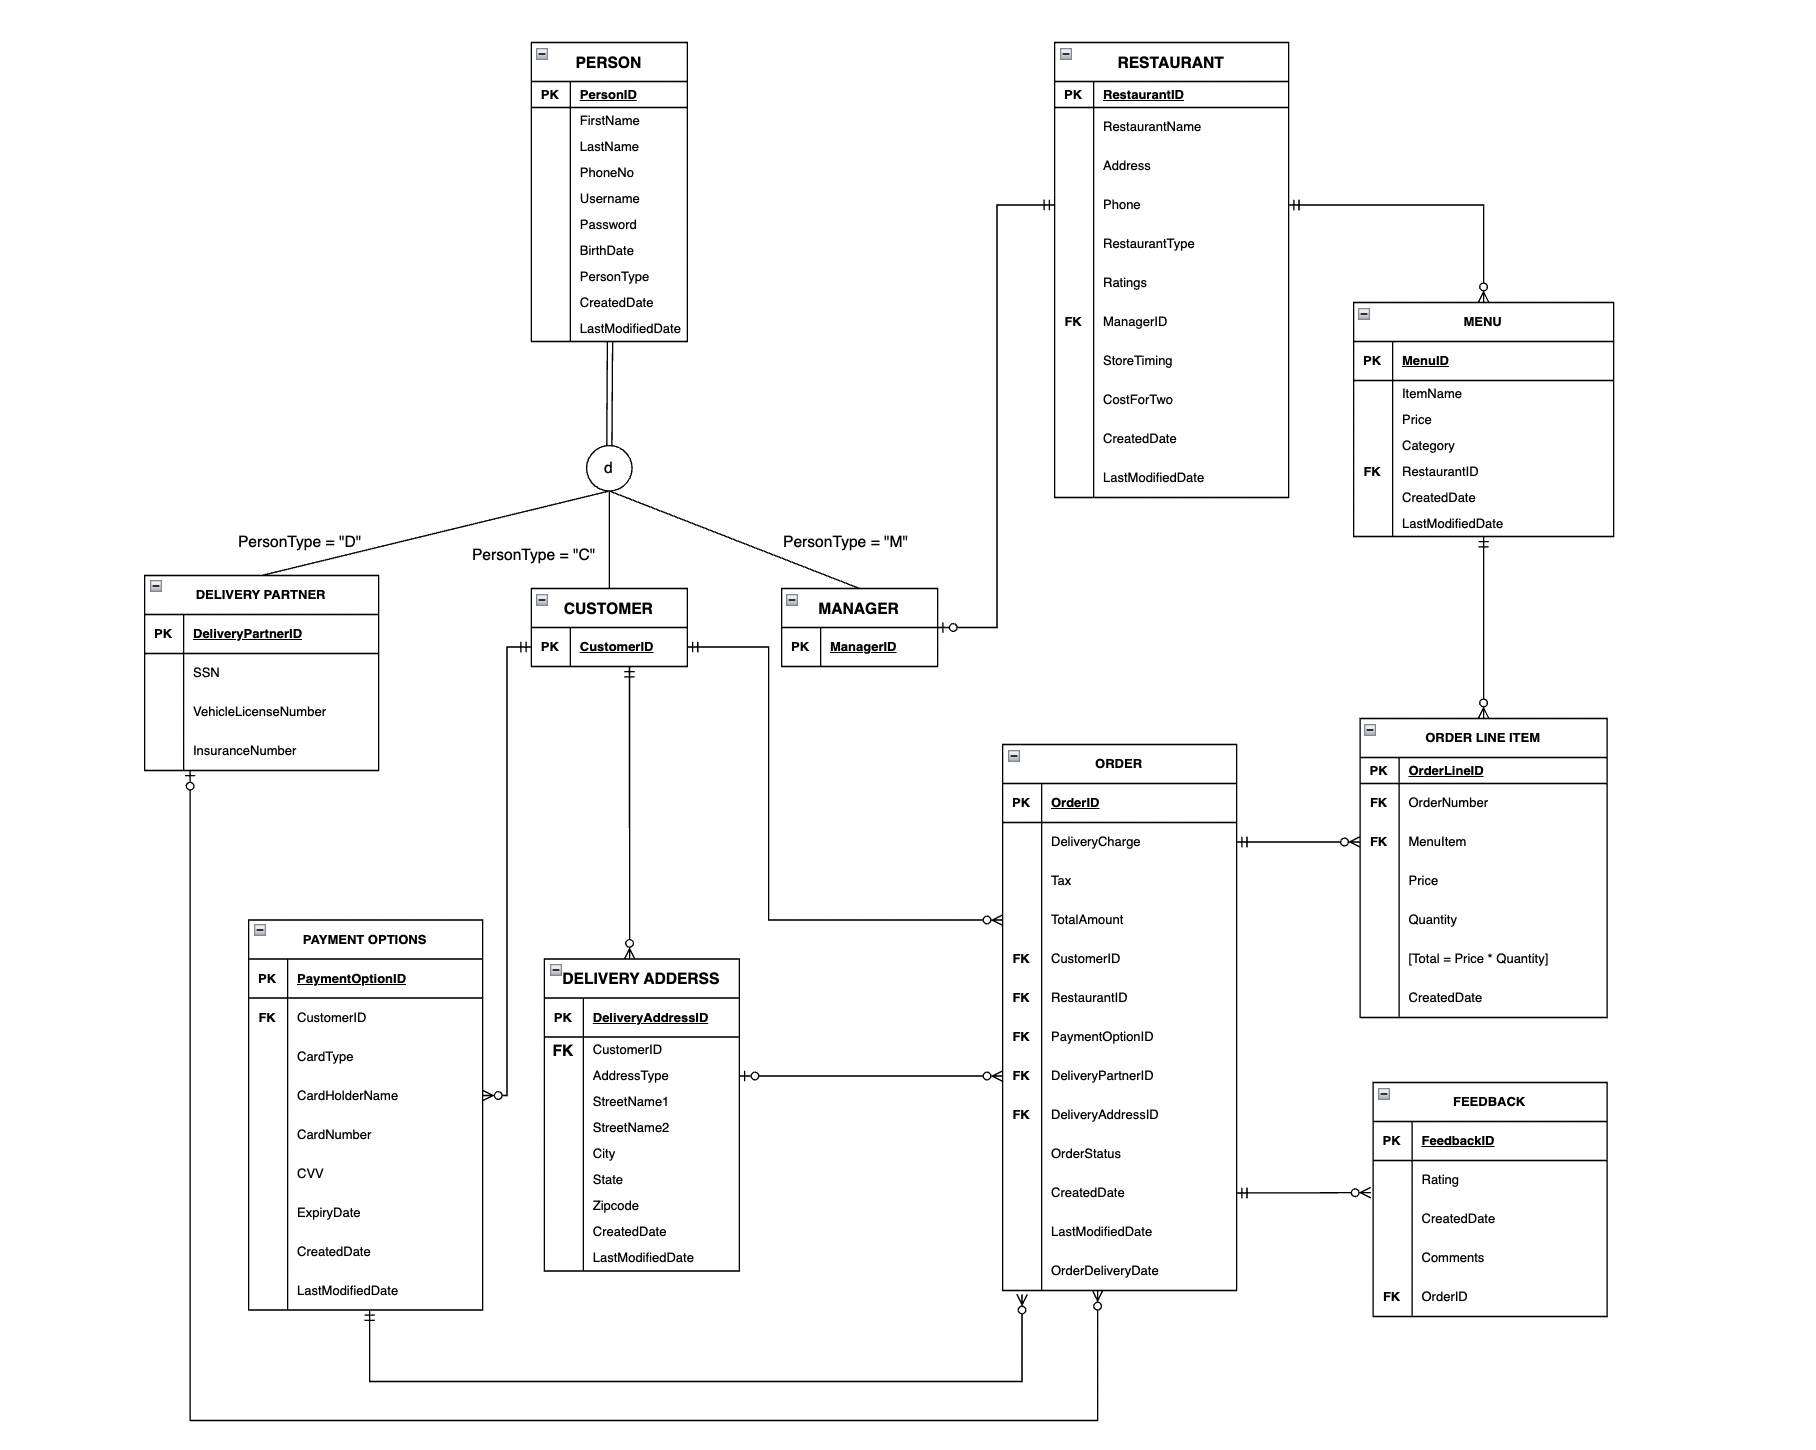 PERSON
PK PersonID
FirstName
LastName
PhoneNo
Username
Password
BirthDate
PersonType
CreatedDate
LastModifiedDate
RESTAURANT
PK RestaurantID
RestaurantName
Address
Phone
RestaurantType
Ratings
FK ManagerID
StoreTiming
CostForTwo
CreatedDate
LastModifiedDate
MENU
PK MenuID
ItemName
Price
Category
FK RestaurantID
CreatedDate
LastModifiedDate
d
PersonType = "D"
PersonType = "C"
PersonType = "M"
DELIVERY PARTNER
PK DeliveryPartnerID
SSN
VehicleLicenseNumber
InsuranceNumber
CUSTOMER
PK CustomerID
MANAGER
PK ManagerID
ORDER
PK OrderID
DeliveryCharge
Tax
TotalAmount
FK CustomerID
FK RestaurantID
FK PaymentOptionID
FK DeliveryPartnerID
FK DeliveryAddressID
OrderStatus
CreatedDate
LastModifiedDate
OrderDeliveryDate
ORDER LINE ITEM
PK OrderLineID
FK OrderNumber
FK MenuItem
Price
Quantity
[Total = Price * Quantity]
CreatedDate
PAYMENT OPTIONS
PK PaymentOptionID
FK CustomerID
CardType
CardHolderName
CardNumber
CVV
ExpiryDate
CreatedDate
LastModifiedDate
DELIVERY ADDERSS
PK DeliveryAddressID
FK CustomerID
AddressType
StreetName1
StreetName2
City
State
Zipcode
CreatedDate
LastModifiedDate
FEEDBACK
PK FeedbackID
Rating
CreatedDate
Comments
FK OrderID